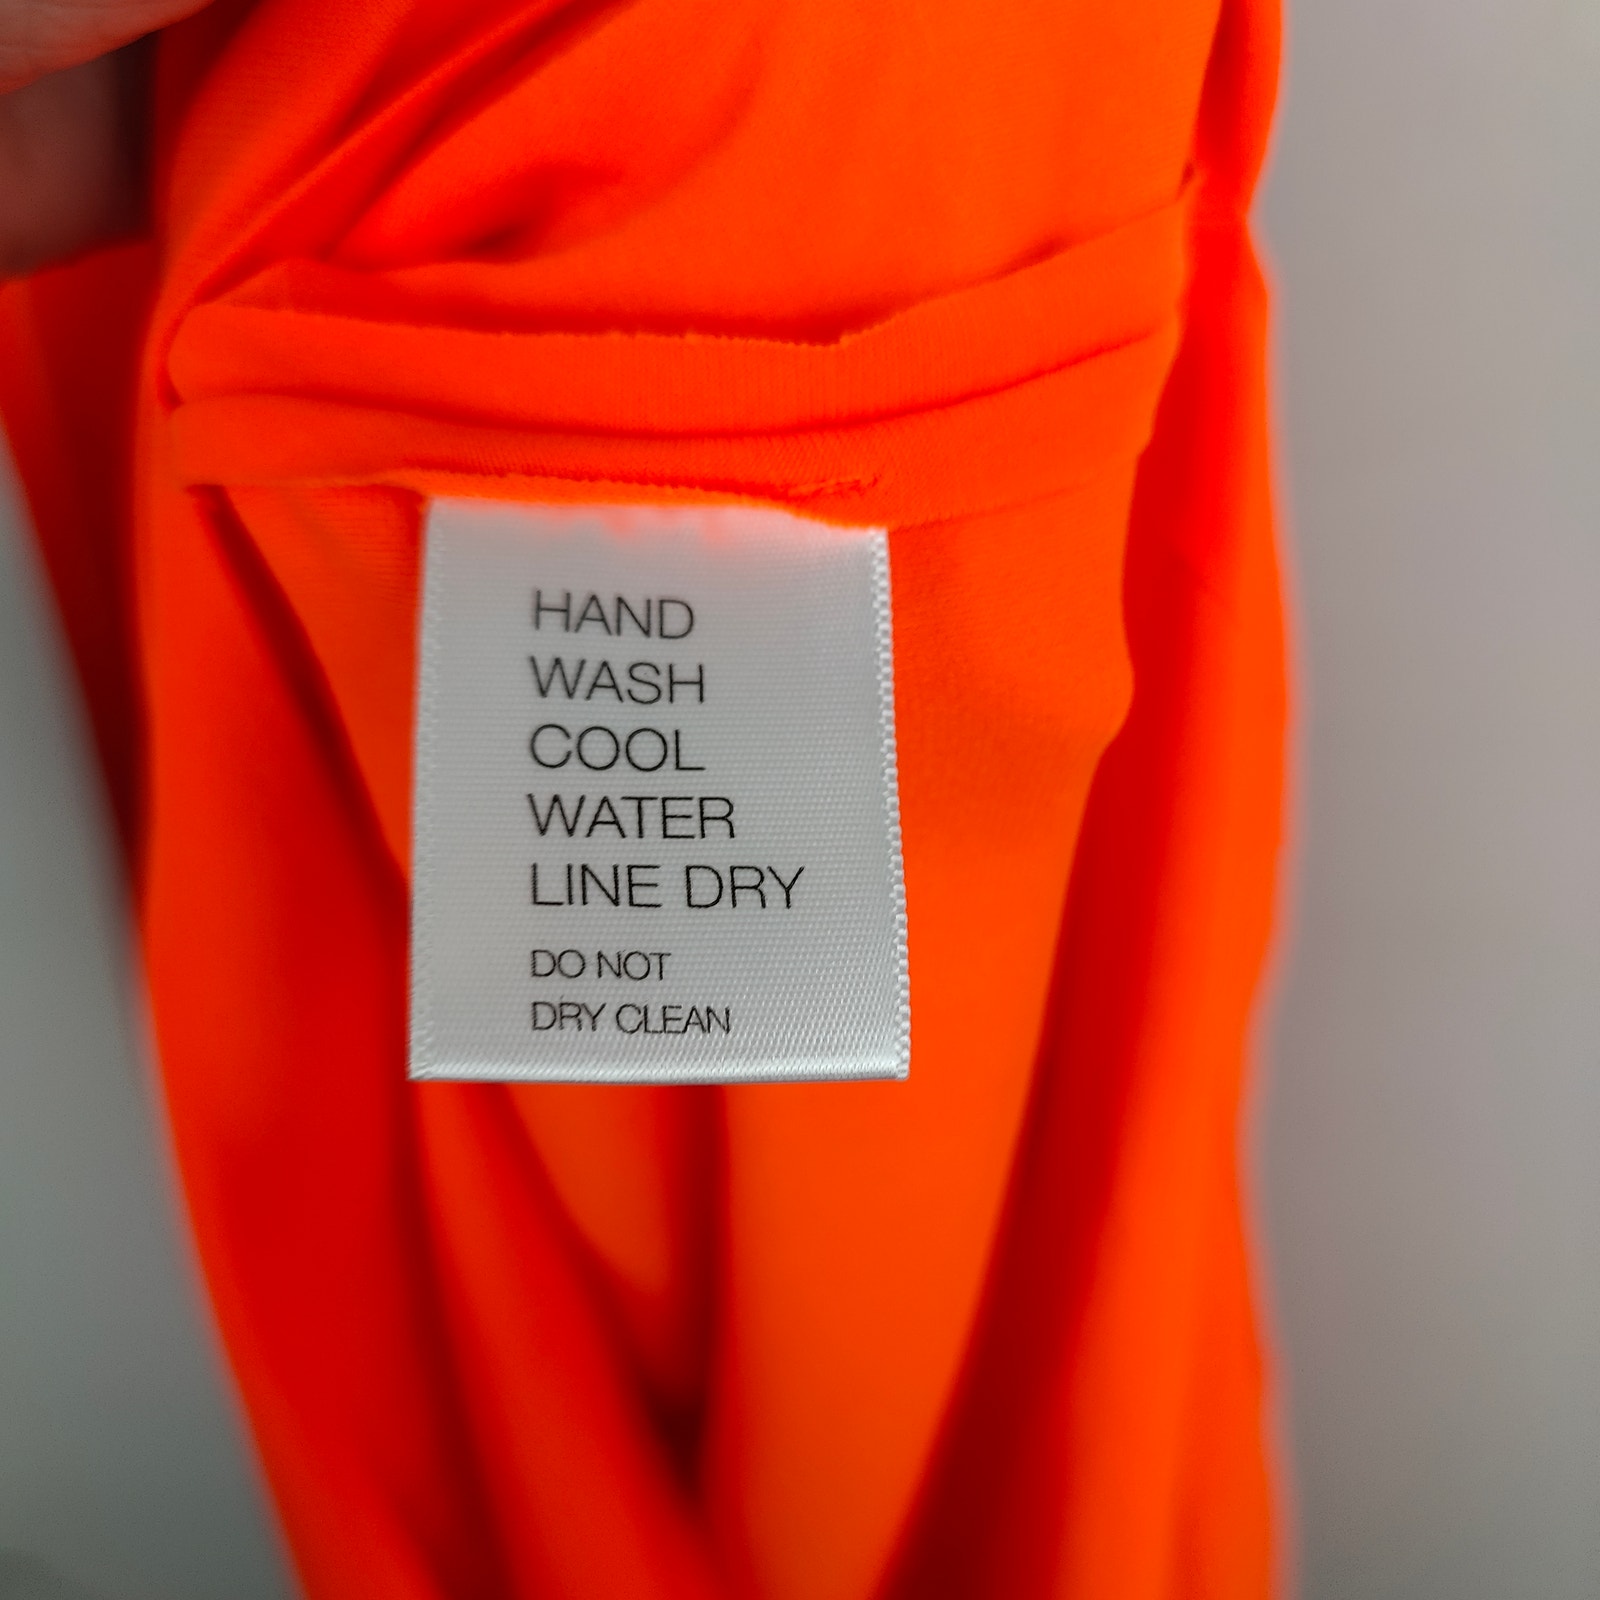 HAND
WASH
COOL
WATER
LINE DRY
DO NOT
DRY CLEAN